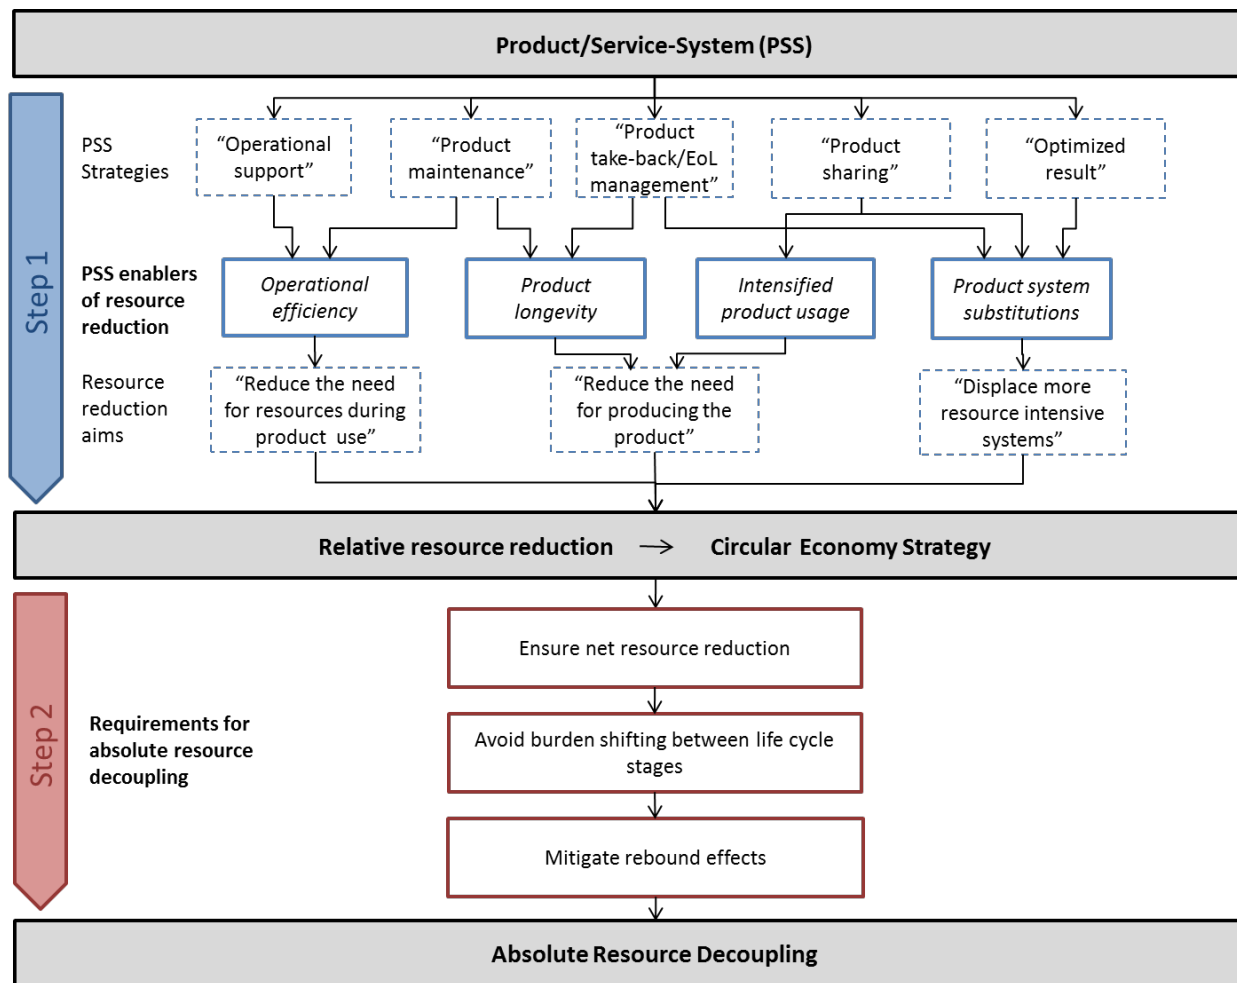 Product/Service-System (PSS)
Step 1
PSS
Strategies
“Operational
support”
“Product
maintenance”
“Product
take-back/EoL
management”
“Product
sharing”
“Optimized
result”
PSS enablers
of resource
reduction
Operational
efficiency
Product
longevity
Intensified
product usage
Product system
substitutions
Resource
reduction
aims
“Reduce the need
for resources during
product use”
“Reduce the need
for producing the
product”
“Displace more
resource intensive
systems”
Relative resource reduction → Circular Economy Strategy
Step 2
Requirements for
absolute resource
decoupling
Ensure net resource reduction
Avoid burden shifting between life cycle
stages
Mitigate rebound effects
Absolute Resource Decoupling